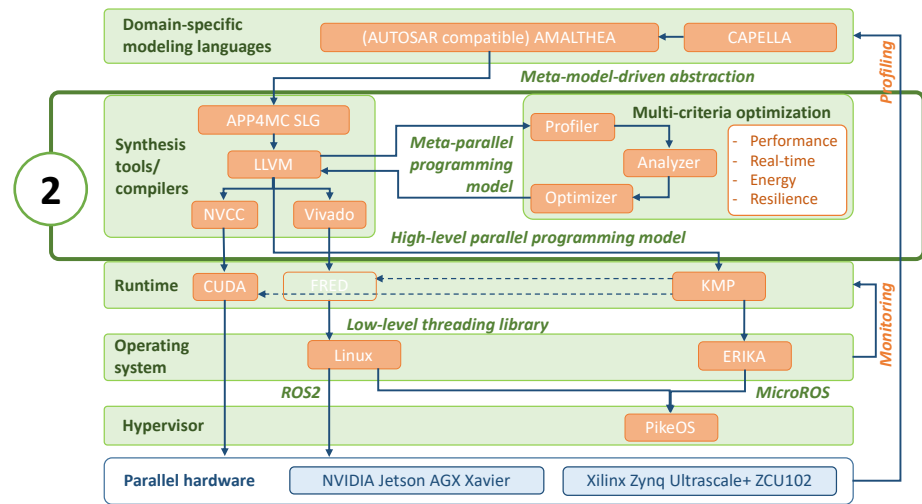 Domain-specific
modeling languages
(AUTOSAR compatible) AMALTHEA
CAPELLA
Profiling
Meta-model-driven abstraction
2
Synthesis
tools/
compilers
APP4MC SLG
LLVM
NVCC
Vivado
Meta-parallel
programming
model
Multi-criteria optimization
Profiler
Analyzer
Optimizer
- Performance
- Real-time
- Energy
- Resilience
High-level parallel programming model
Runtime
CUDA
FRED
KMP
Monitoring
Low-level threading library
Operating
system
Linux
ERIKA
ROS2
MicroROS
Hypervisor
PikeOS
Parallel hardware
NVIDIA Jetson AGX Xavier
Xilinx Zynq Ultrascale+ ZCU102